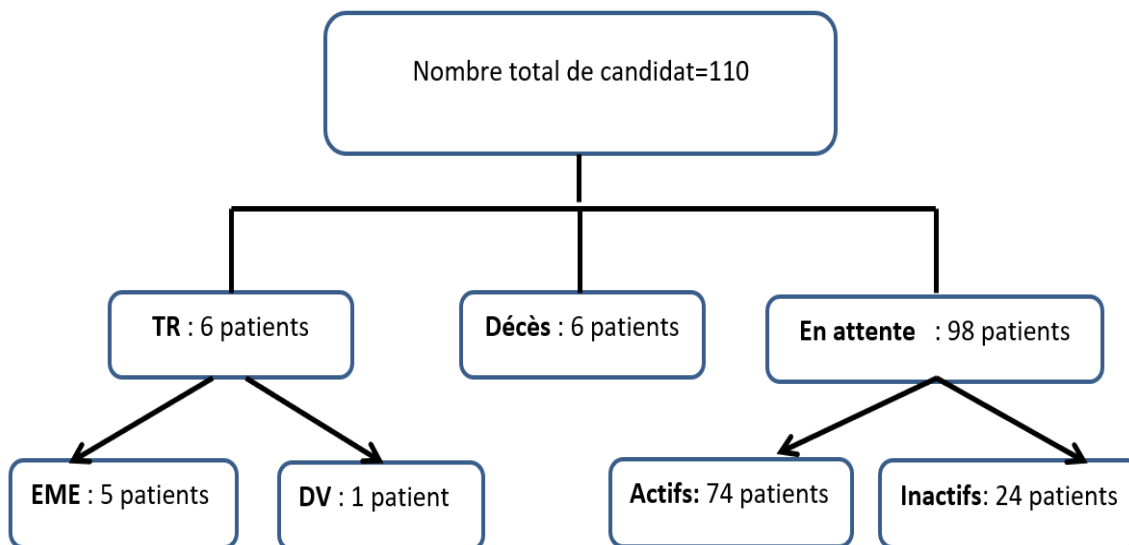 Nombre total de candidat=110
TR : 6 patients
Décès : 6 patients
En attente : 98 patients
EME : 5 patients
DV : 1 patient
Actifs: 74 patients
Inactifs: 24 patients